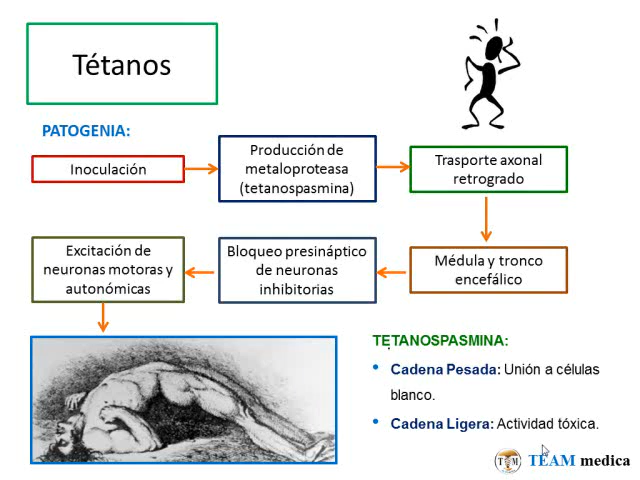 Tétanos
PATOGENIA:
Inoculación
Producción de
metaloproteasa
(tetanospasmina)
Trasporte axonal
retrogrado
Médula y tronco
encefálico
Bloqueo presináptico
de neuronas
inhibitorias
Excitación de
neuronas motoras y
autonómicas
TETANOSPASMINA:
• Cadena Pesada: Unión a células
blanco.
• Cadena Ligera: Actividad tóxica.
TEAM medica